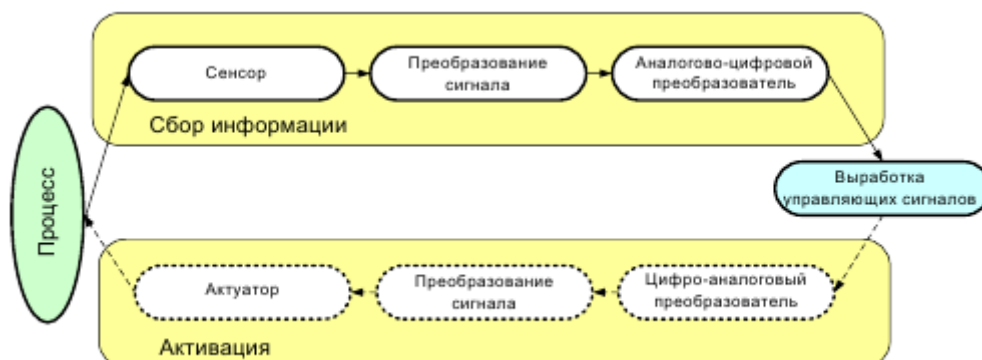 Сенсор
Преобразование
сигнала
Аналогово-цифровой
преобразователь
Сбор информации
Процесс
Выработка
управляющих сигналов
Актуатор
Преобразование
сигнала
Цифро-аналоговый
преобразователь
Активация